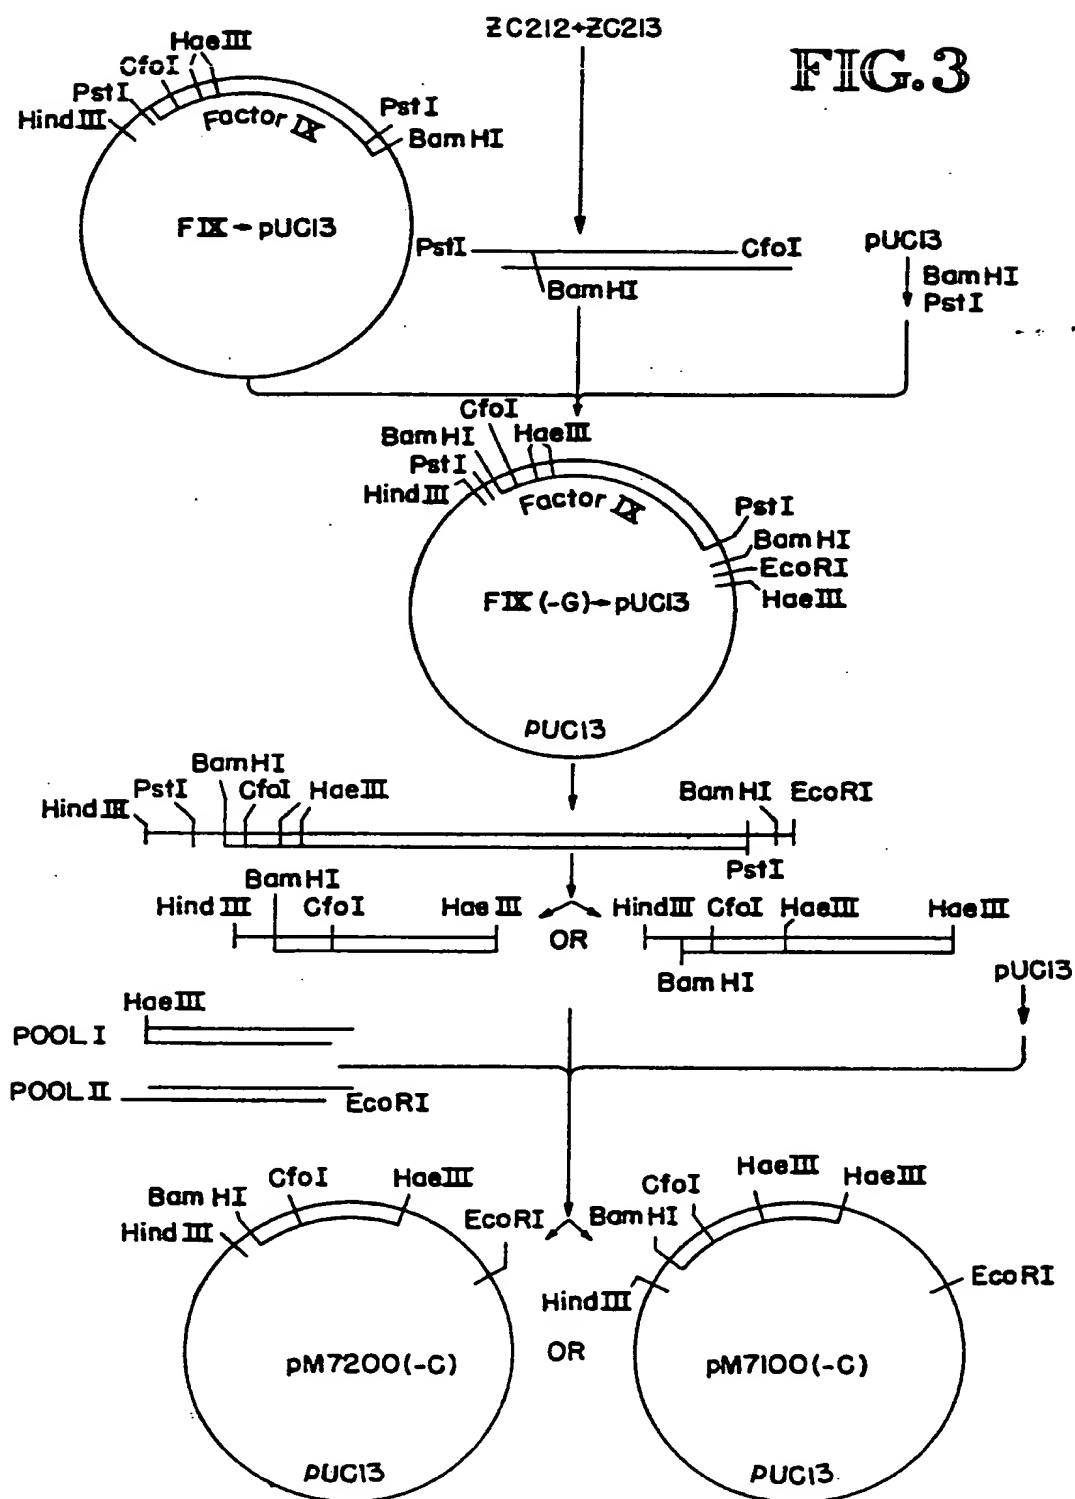 ZC212+ZC213
FIG.3
HaeIII
CfoI
PstI
HindIII
Factor IX
PstI
BamHI
FIX→pUC13
PstI
CfoI
BamHI
pUC13
BamHI
PstI
CfoI
BamHI
HaeIII
PstI
HindIII
Factor IX
PstI
BamHI
EcoRI
HaeIII
FIX(-G)→pUC13
pUC13
BamHI
PstI
CfoI
HaeIII
HindIII
BamHI
EcoRI
PstI
BamHI
HindIII
CfoI
HaeIII
OR
HindIII
CfoI
HaeIII
HaeIII
BamHI
pUC13
HaeIII
POOL I
POOL II
EcoRI
CfoI
HaeIII
BamHI
HindIII
EcoRI
pM7200(-C)
pUC13
OR
HaeIII
HaeIII
CfoI
BamHI
HindIII
EcoRI
pM7100(-C)
pUC13